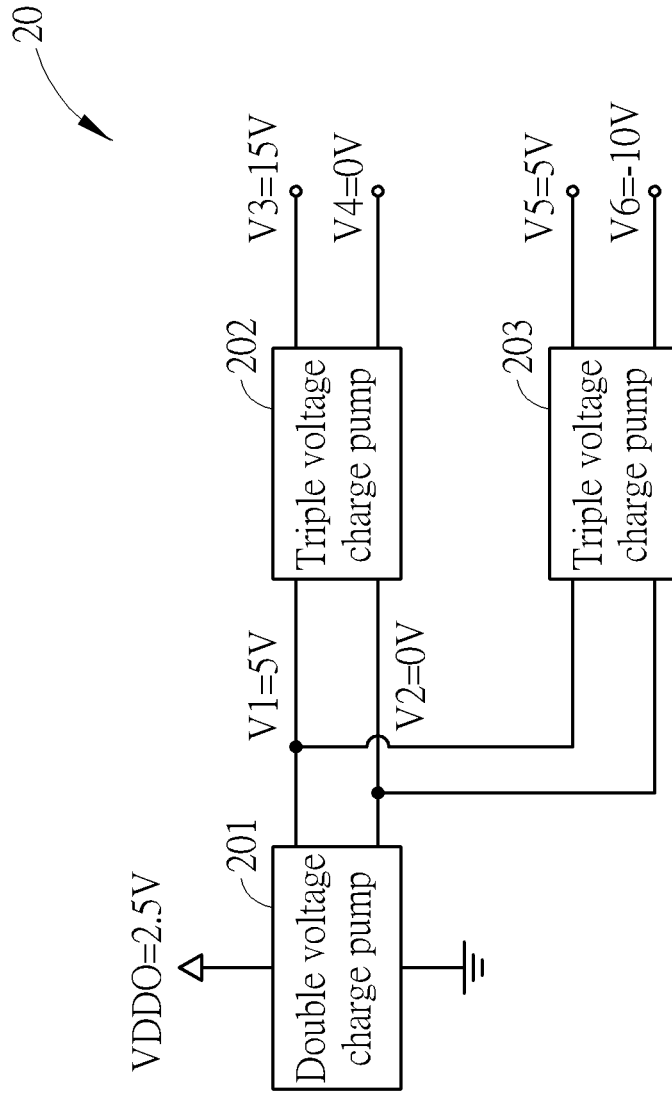 20
VDDO=2.5V
201
Double voltage
charge pump
V1=5V
V2=0V
202
Triple voltage
charge pump
V3=15V
V4=0V
203
Triple voltage
charge pump
V5=5V
V6=-10V